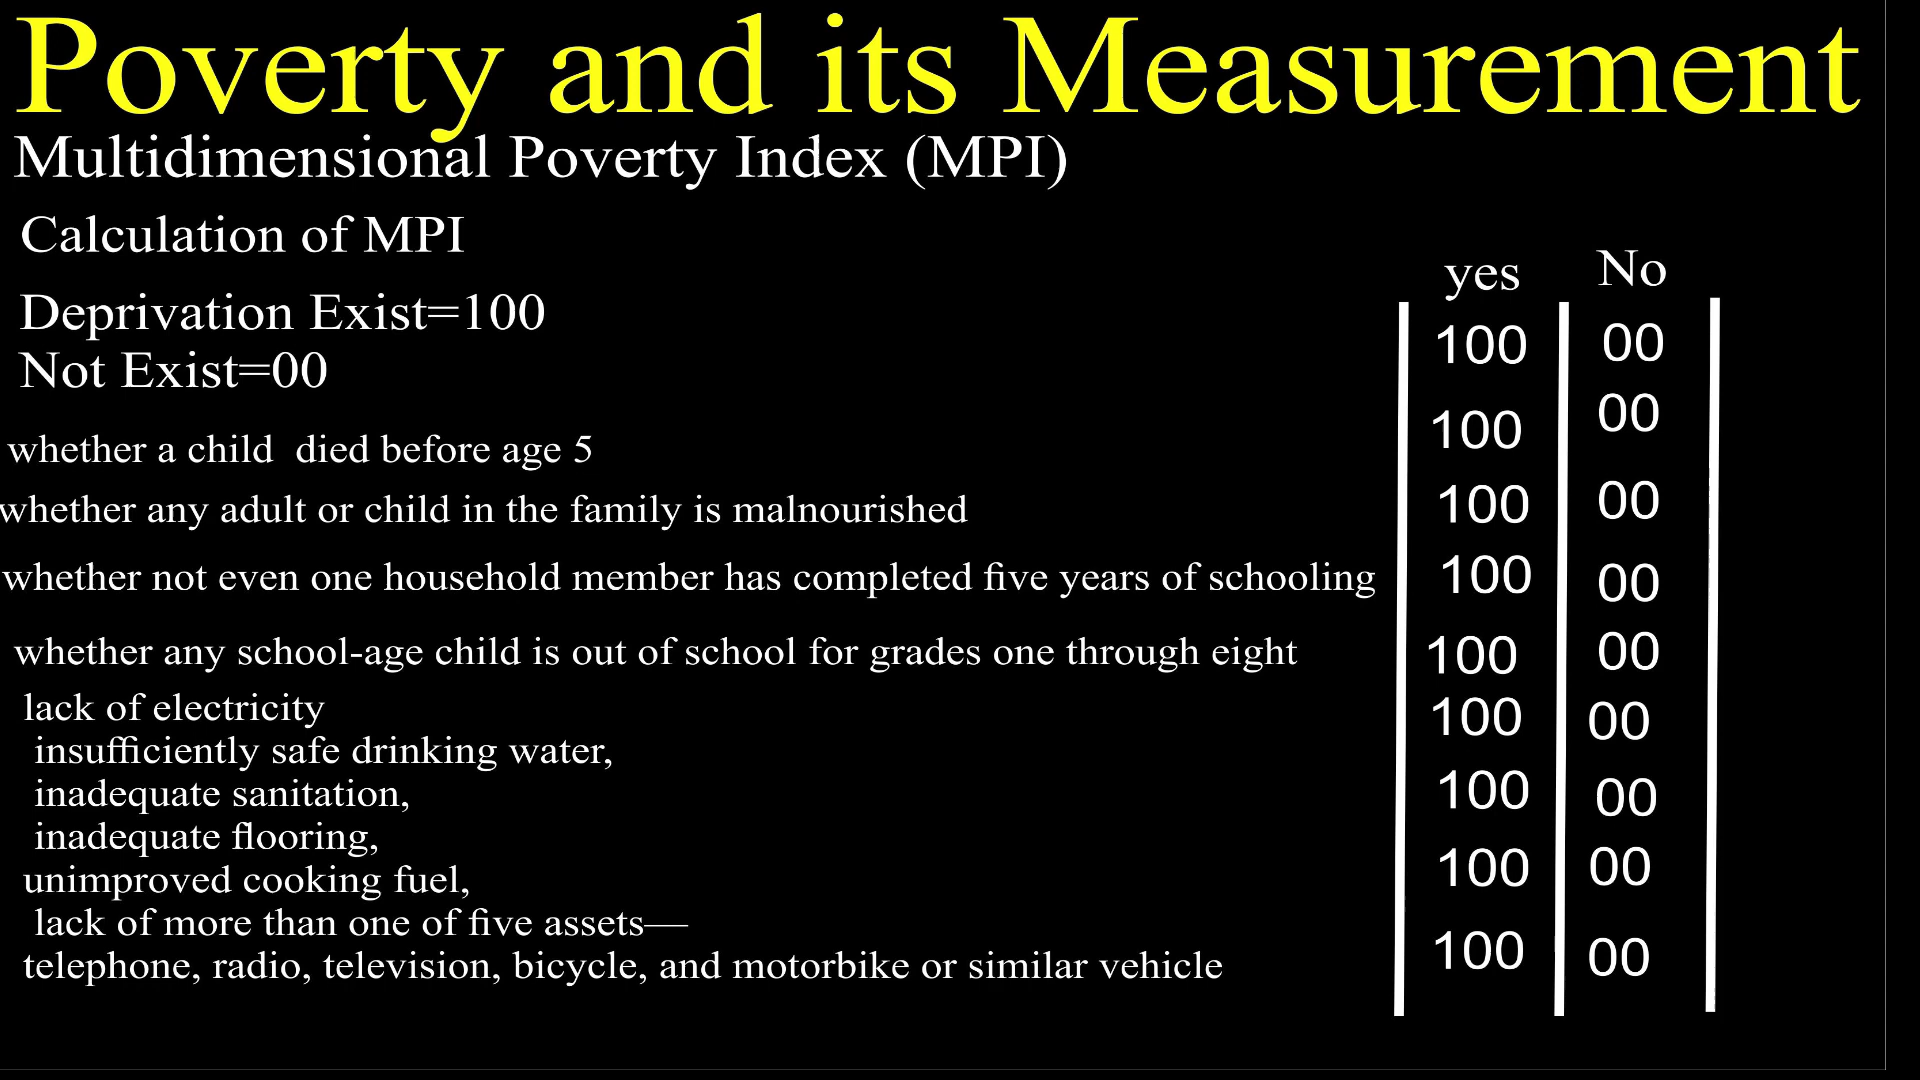 Poverty and its Measurement
Multidimensional Poverty Index (MPI)
Calculation of MPI
yes No
Deprivation Exist=100
100 00
Not Exist=00
100 00
whether a child died before age 5
whether any adult or child in the family is malnourished
100 00
whether not even one household member has completed five years of schooling
100 00
whether any school-age child is out of school for grades one through eight
100 00
lack of electricity
100 00
insufficiently safe drinking water,
inadequate sanitation,
100 00
inadequate flooring,
unimproved cooking fuel,
100 00
lack of more than one of five assets—
telephone, radio, television, bicycle, and motorbike or similar vehicle
100 00